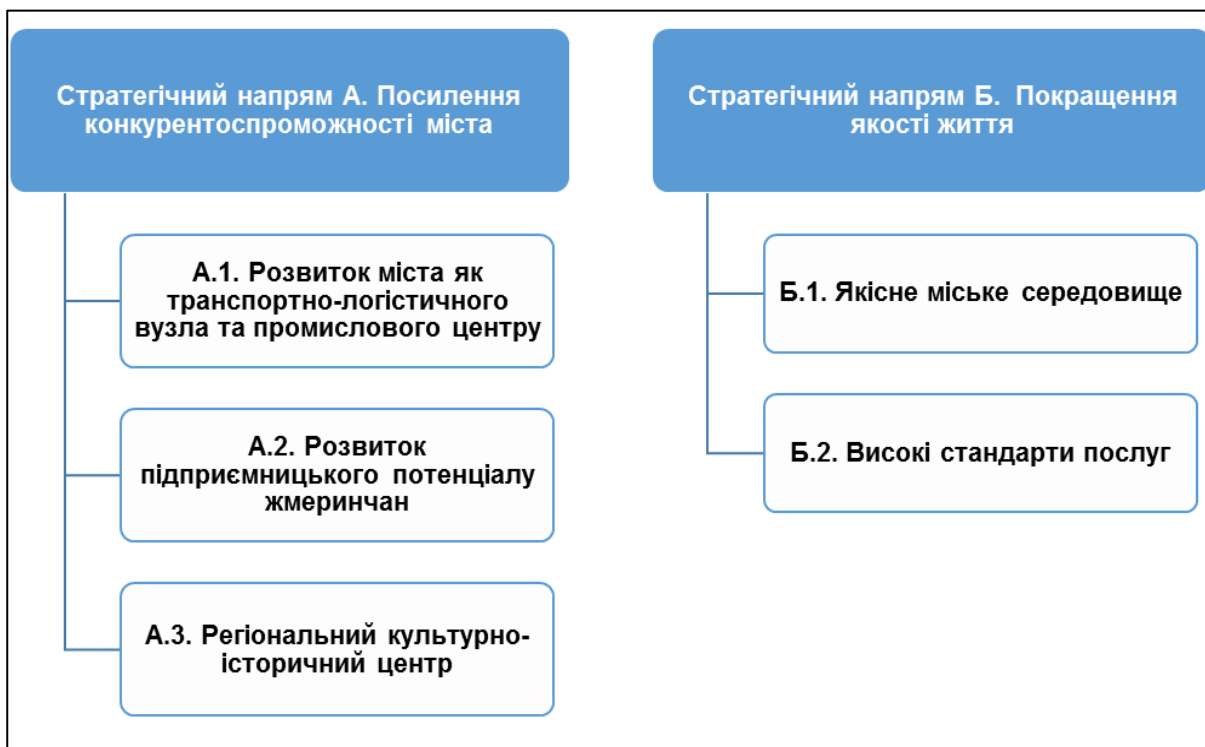 Стратегічний напрям А. Посилення
конкурентоспроможності міста
А.1. Розвиток міста як
транспортно-логістичного
вузла та промислового центру
А.2. Розвиток
підприємницького потенціалу
жмеринчан
А.3. Регіональний культурно-
історичний центр
Стратегічний напрям Б. Покращення
якості життя
Б.1. Якісне міське середовище
Б.2. Високі стандарти послуг